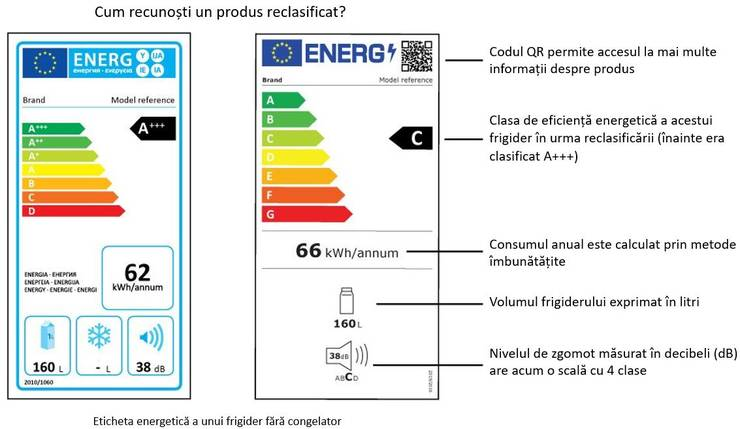 Cum recunoști un produs reclasificat?
ENERG Y UA
енергия · ενεργεια IE IA
Brand Model reference
A+++
A++
A+
A
B
C
D
A+++
62
kWh/annum
ENERGIA · ЕНЕРГИЯ
ΕΝΕΡΓΕΙΑ · ENERGIJA
ENERGY · ENERGIE · ENERGI
160 L
- L
38 dB
2010/1060
ENERG
Brand Model reference
A
B
C
D
E
F
G
C
66 kWh/annum
160 L
38dB
ABCD
Codul QR permite accesul la mai multe
informații despre produs
Clasa de eficiență energetică a acestui
frigider în urma reclasificării (înainte era
clasificat A+++)
Consumul anual este calculat prin metode
îmbunătățite
Volumul frigiderului exprimat în litri
Nivelul de zgomot măsurat în decibeli (dB)
are acum o scală cu 4 clase
Eticheta energetică a unui frigider fără congelator